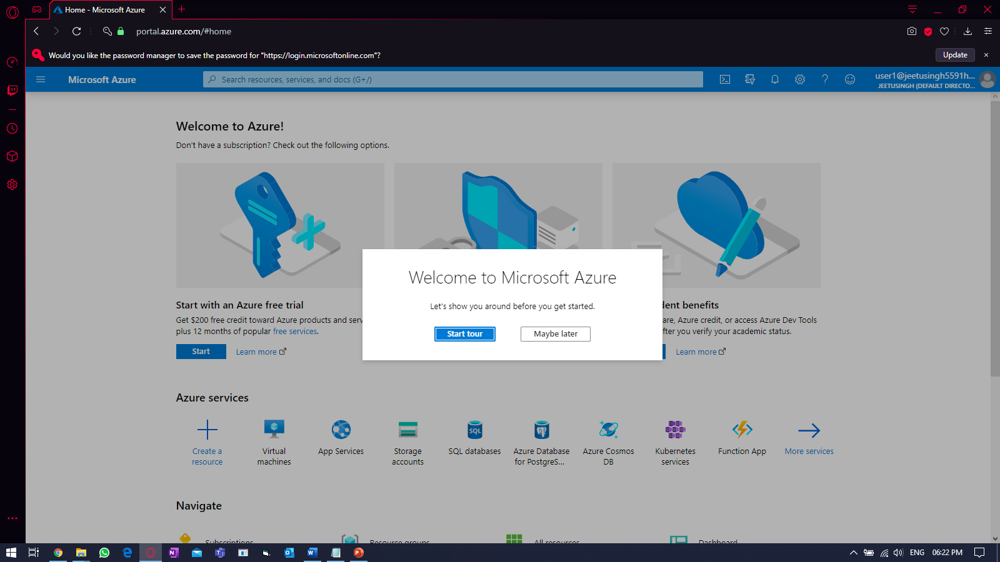 Home - Microsoft Azure
portal.azure.com/#home
Would you like the password manager to save the password for "https://login.microsoftonline.com"?
Update
Microsoft Azure
Search resources, services, and docs (G+/)
user1@jeetusingh5591h...
JEETUSINGH (DEFAULT DIRECTO...
Welcome to Azure!
Don't have a subscription? Check out the following options.
Welcome to Microsoft Azure
Let's show you around before you get started.
Start tour
Maybe later
Start with an Azure free trial
Get $200 free credit toward Azure products and serv
plus 12 months of popular free services.
Start
Learn more
dent benefits
are, Azure credit, or access Azure Dev Tools
fter you verify your academic status.
Learn more
Azure services
Create a
resource
Virtual
machines
App Services
Storage
accounts
SQL
SQL databases
Azure Database
for PostgreS...
Azure Cosmos
DB
Kubernetes
services
Function App
More services
Navigate
Subscriptions
Resource groups
All resources
Dashboard
ENG
06:22 PM